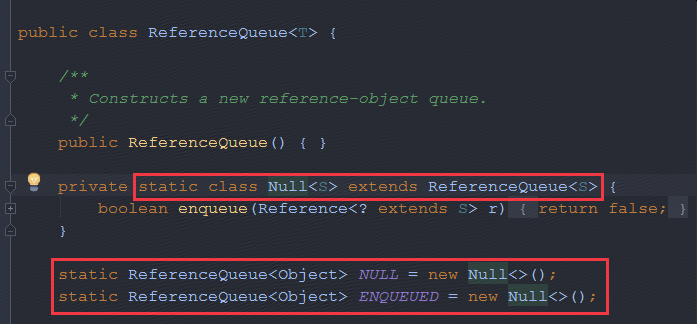 public class ReferenceQueue<T> {
/**
* Constructs a new reference-object queue.
*/
public ReferenceQueue() { }
private static class Null<S> extends ReferenceQueue<S> {
boolean enqueue(Reference<? extends S> r) { return false; }
}
static ReferenceQueue<Object> NULL = new Null<>();
static ReferenceQueue<Object> ENQUEUED = new Null<>();